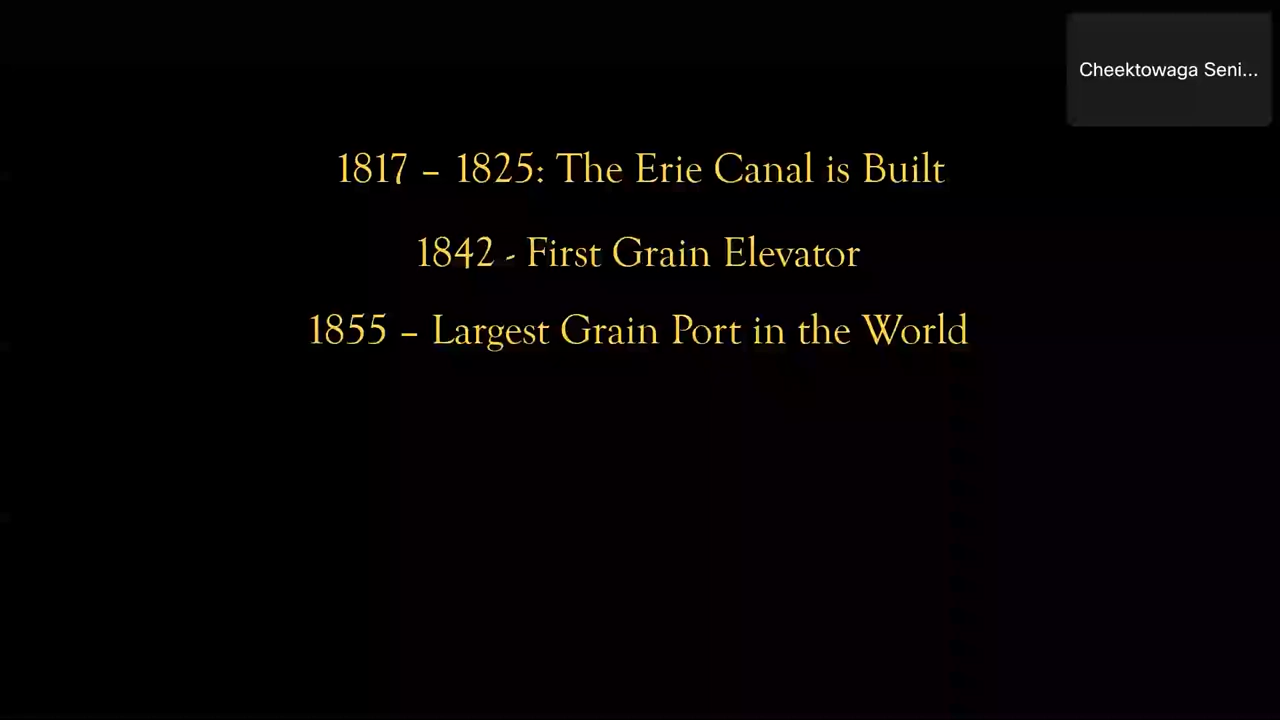 Cheektowaga Seni...
1817 – 1825: The Erie Canal is Built
1842 - First Grain Elevator
1855 – Largest Grain Port in the World